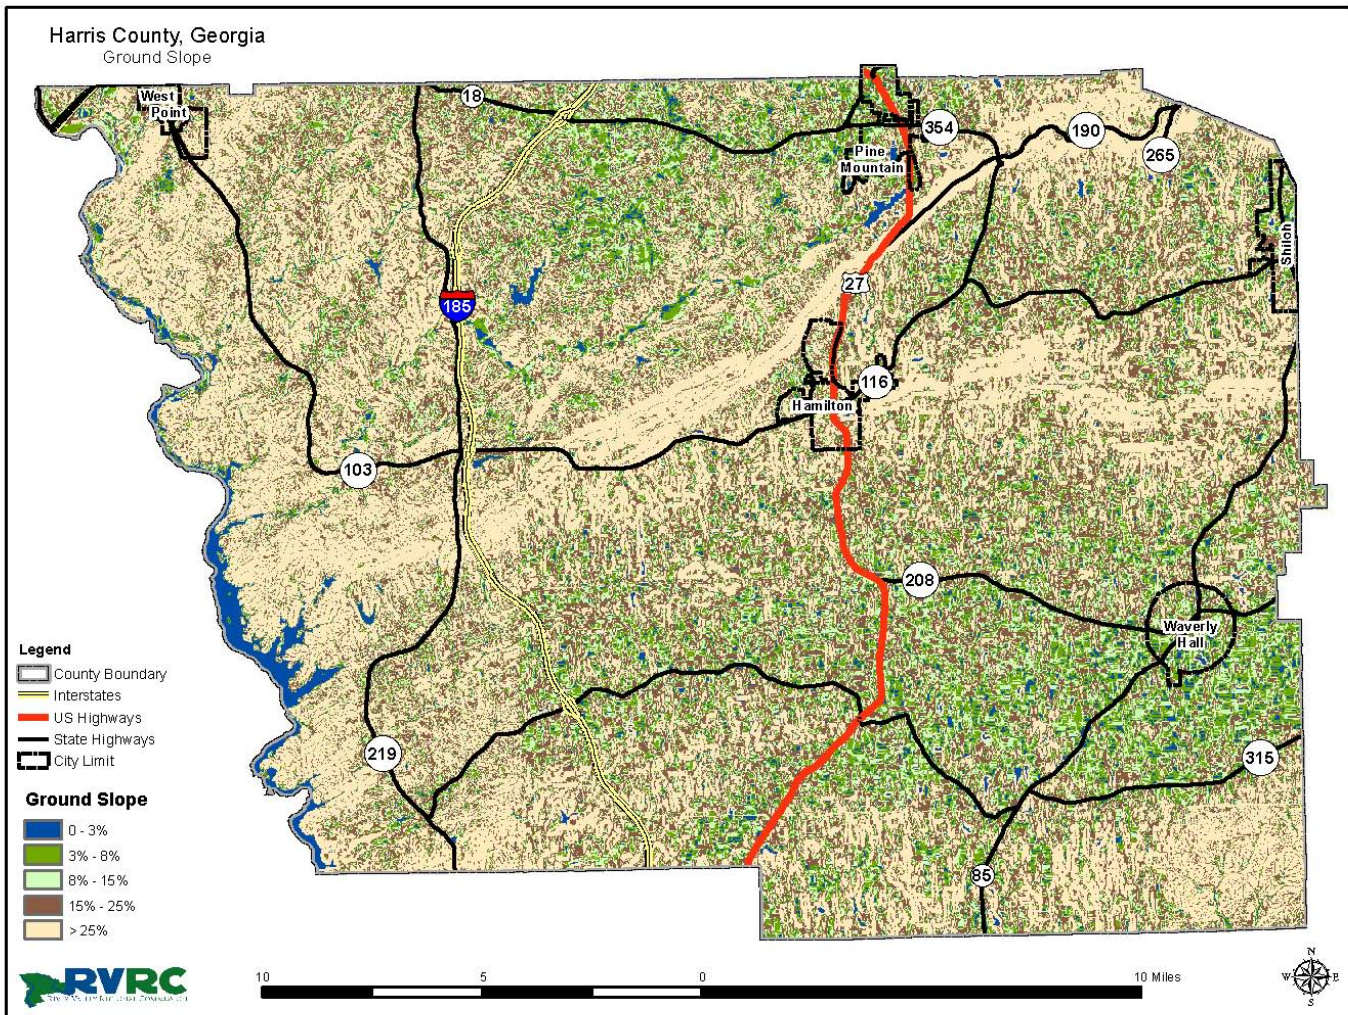 Harris County, Georgia
Ground Slope
West
Point
18
354
190
265
Pine
Mountain
Shiloh
27
185
116
Hamilton
103
208
Waverly
Hall
219
315
85
Legend
County Boundary
Interstates
US Highways
State Highways
City Limit
Ground Slope
0 - 3%
3% - 8%
8% - 15%
15% - 25%
> 25%
RVRC
10 5 0 10 Miles
N
W E
S